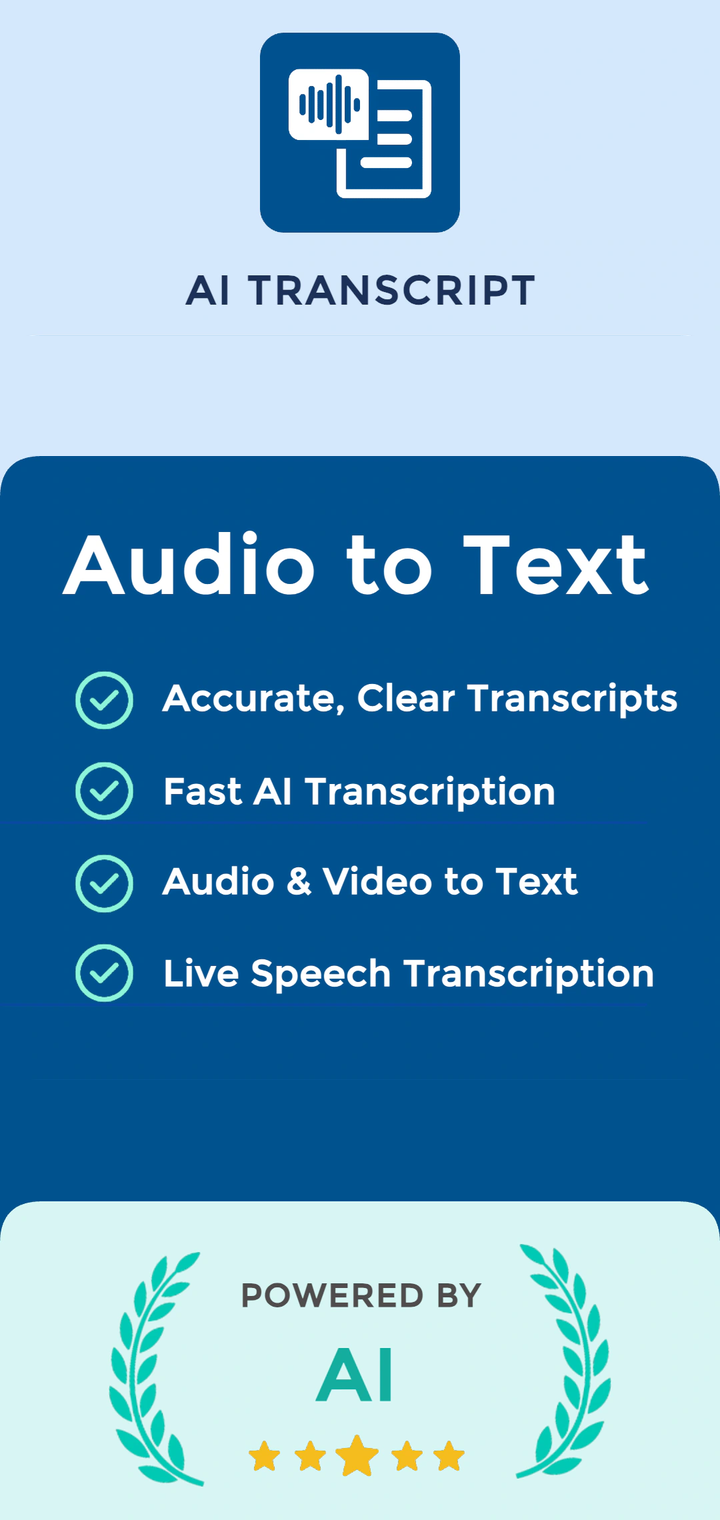 AI TRANSCRIPT
Audio to Text
Accurate, Clear Transcripts
Fast AI Transcription
Audio & Video to Text
Live Speech Transcription
POWERED BY
AI